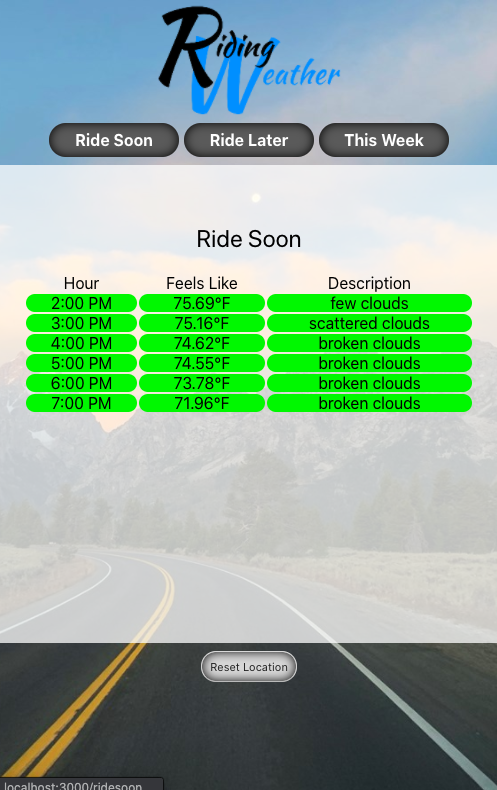 Riding
Weather
Ride Soon Ride Later This Week
Ride Soon
Hour Feels Like Description
2:00 PM 75.69°F few clouds
3:00 PM 75.16°F scattered clouds
4:00 PM 74.62°F broken clouds
5:00 PM 74.55°F broken clouds
6:00 PM 73.78°F broken clouds
7:00 PM 71.96°F broken clouds
Reset Location
localhost:3000/ridesoon